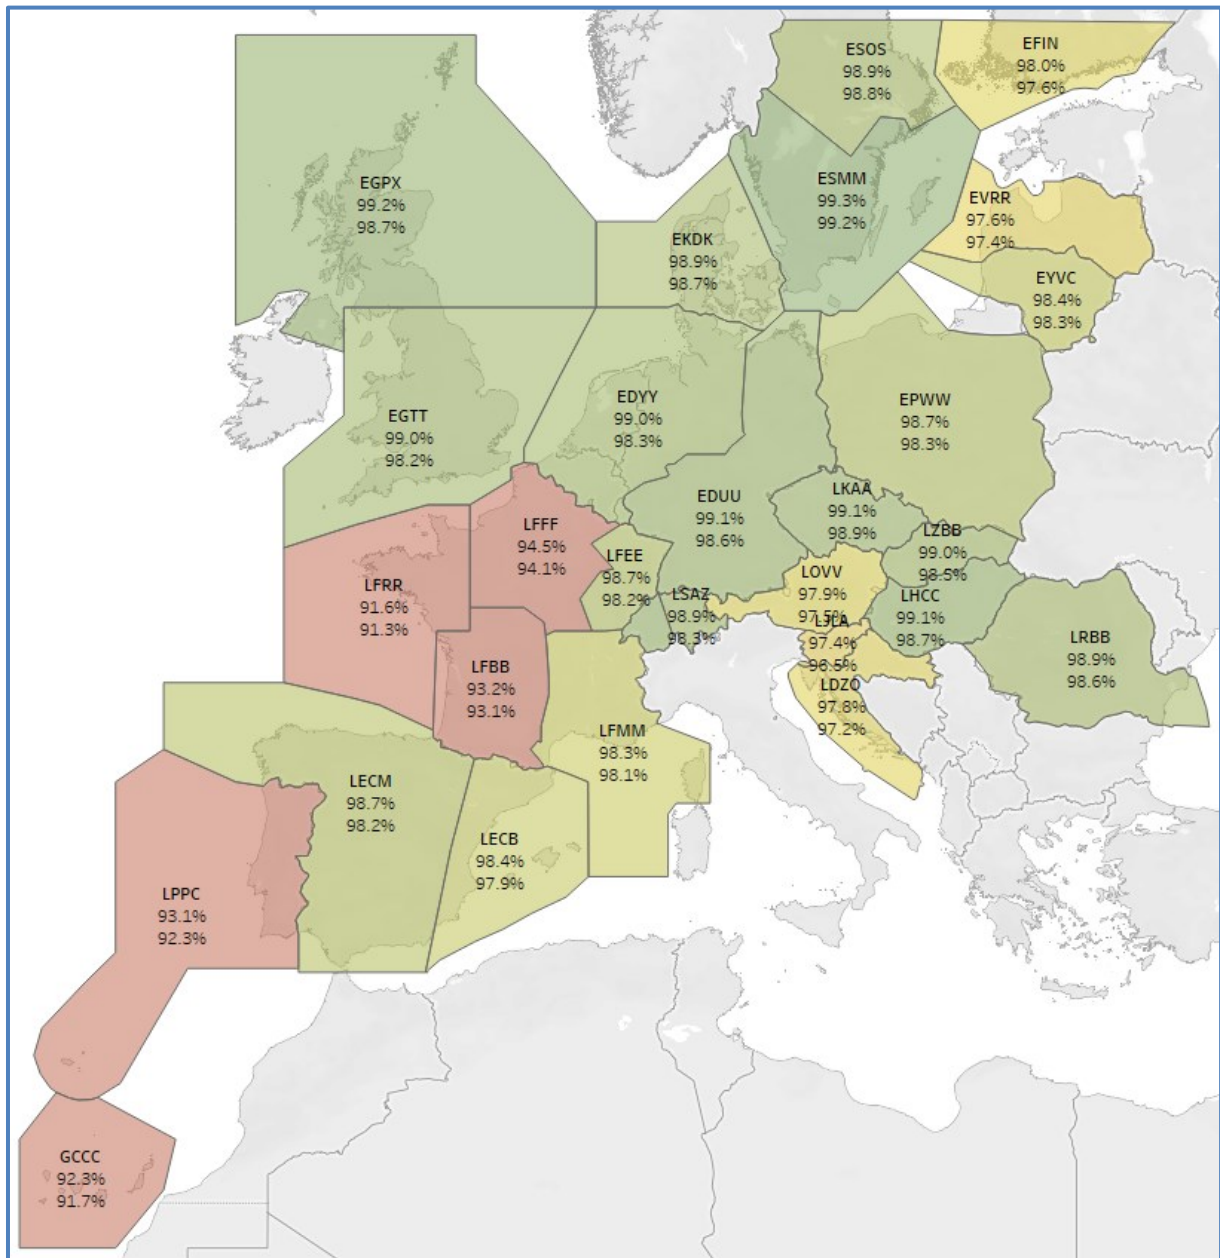 ESOS
98.9%
98.8%
EFIN
98.0%
97.6%
EGPX
99.2%
98.7%
ESMM
99.3%
99.2%
EVRR
97.6%
97.4%
EKDK
98.9%
98.7%
EYVC
98.4%
98.3%
EDYY
99.0%
98.3%
EPWW
98.7%
98.3%
EGTT
99.0%
98.2%
EDUU
99.1%
98.6%
LKAA
99.1%
98.9%
LZBB
99.0%
98.5%
LFFF
94.5%
94.1%
LFEE
98.7%
98.2%
LOVV
97.9%
97.5%
LFRR
91.6%
91.3%
LSAZ
98.9%
98.3%
LHCC
99.1%
98.7%
LJLA
97.4%
96.5%
LRBB
98.9%
98.6%
LFBB
93.2%
93.1%
LDZO
97.8%
97.2%
LFMM
98.3%
98.1%
LECM
98.7%
98.2%
LECB
98.4%
97.9%
LPPC
93.1%
92.3%
GCCC
92.3%
91.7%